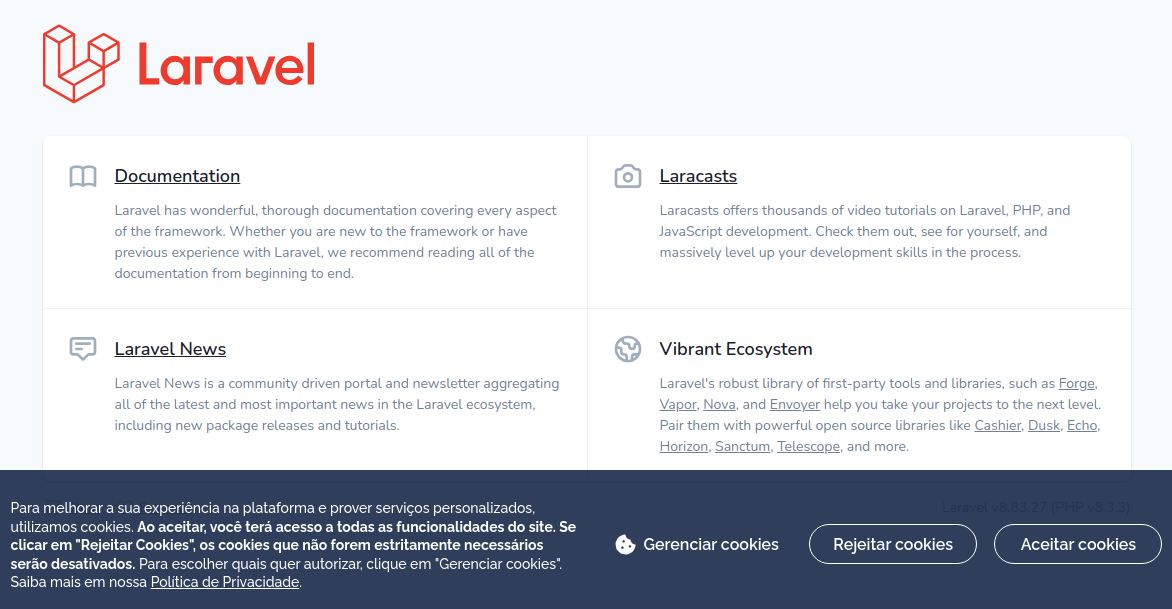 Laravel
Documentation
Laravel has wonderful, thorough documentation covering every aspect
of the framework. Whether you are new to the framework or have
previous experience with Laravel, we recommend reading all of the
documentation from beginning to end.
Laracasts
Laracasts offers thousands of video tutorials on Laravel, PHP, and
JavaScript development. Check them out, see for yourself, and
massively level up your development skills in the process.
Laravel News
Laravel News is a community driven portal and newsletter aggregating
all of the latest and most important news in the Laravel ecosystem,
including new package releases and tutorials.
Vibrant Ecosystem
Laravel's robust library of first-party tools and libraries, such as Forge,
Vapor, Nova, and Envoyer help you take your projects to the next level.
Pair them with powerful open source libraries like Cashier, Dusk, Echo,
Horizon, Sanctum, Telescope, and more.
Laravel v8.83.27 (PHP v8.3.3)
Para melhorar a sua experiência na plataforma e prover serviços personalizados,
utilizamos cookies. Ao aceitar, você terá acesso a todas as funcionalidades do site. Se
clicar em "Rejeitar Cookies", os cookies que não forem estritamente necessários
serão desativados. Para escolher quais quer autorizar, clique em "Gerenciar cookies".
Saiba mais em nossa Política de Privacidade.
Gerenciar cookies
Rejeitar cookies
Aceitar cookies